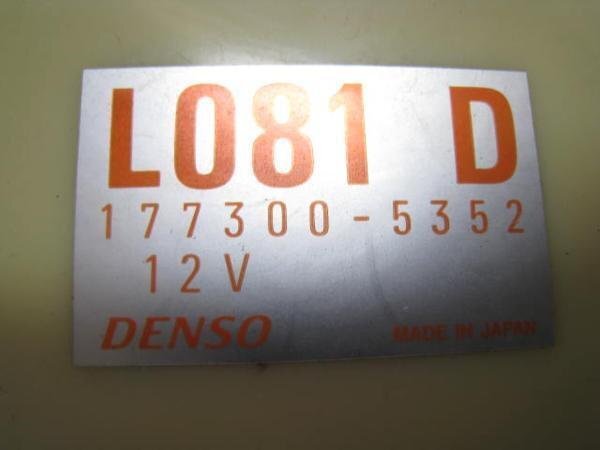 L081 D
177300-5352
12V
DENSO
MADE IN JAPAN